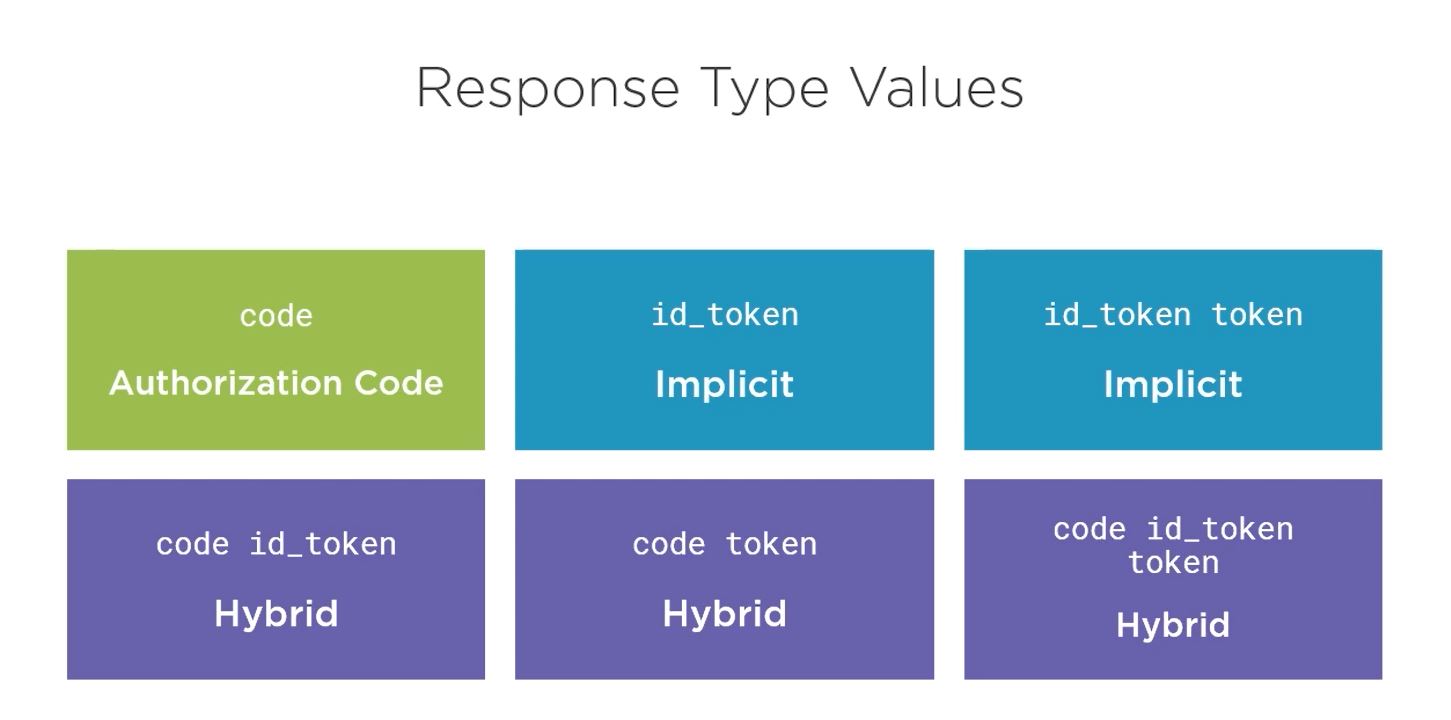 Response Type Values
code
Authorization Code
id_token
Implicit
id_token token
Implicit
code id_token
Hybrid
code token
Hybrid
code id_token
token
Hybrid